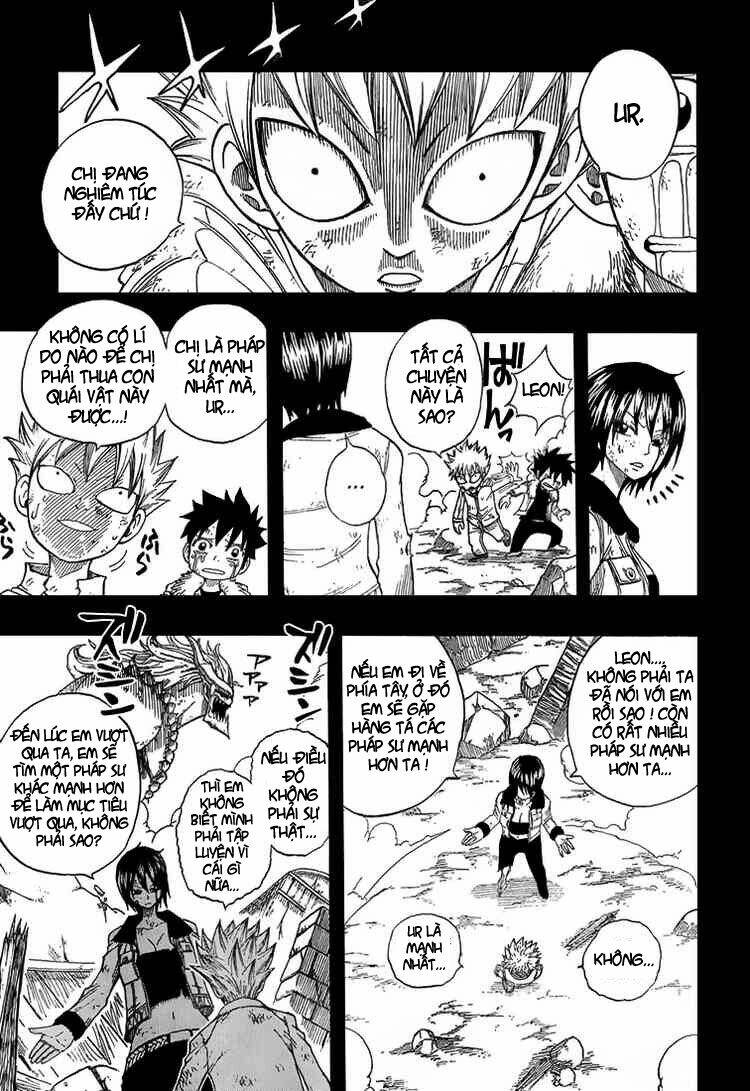 UR.
CHỊ ĐANG
NGHIÊM TÚC
ĐẤY CHỨ !
LEON!
TẤT CẢ
CHUYỆN
NÀY LÀ
SAO?
...
CHỊ LÀ PHÁP
SƯ MẠNH
NHẤT MÀ,
UR...
KHÔNG CÓ LÍ
DO NÀO ĐỂ CHỊ
PHẢI THUA CON
QUÁI VẬT NÀY
ĐƯỢC...!
LEON....
KHÔNG PHẢI TA
ĐÃ NÓI VỚI EM
RỒI SAO ! CÒN
CÓ RẤT NHIỀU
PHÁP SƯ MẠNH
HƠN TA...
NẾU EM ĐI VỀ
PHÍA TÂY, Ở ĐÓ
EM SẼ GẶP
HÀNG TÁ CÁC
PHÁP SƯ MẠNH
HƠN TA !
KHÔNG...
UR LÀ
MẠNH
NHẤT...
NẾU ĐIỀU
ĐÓ
KHÔNG
PHẢI SỰ
THẬT...
THÌ EM
KHÔNG
BIẾT MÌNH
PHẢI TẬP
LUYỆN VÌ
CÁI GÌ
NỮA...
ĐẾN LÚC EM VƯỢT
QUA TA, EM SẼ
TÌM MỘT PHÁP SƯ
KHÁC MẠNH HƠN
ĐỂ LÀM MỤC TIÊU
VƯỢT QUA, KHÔNG
PHẢI SAO?